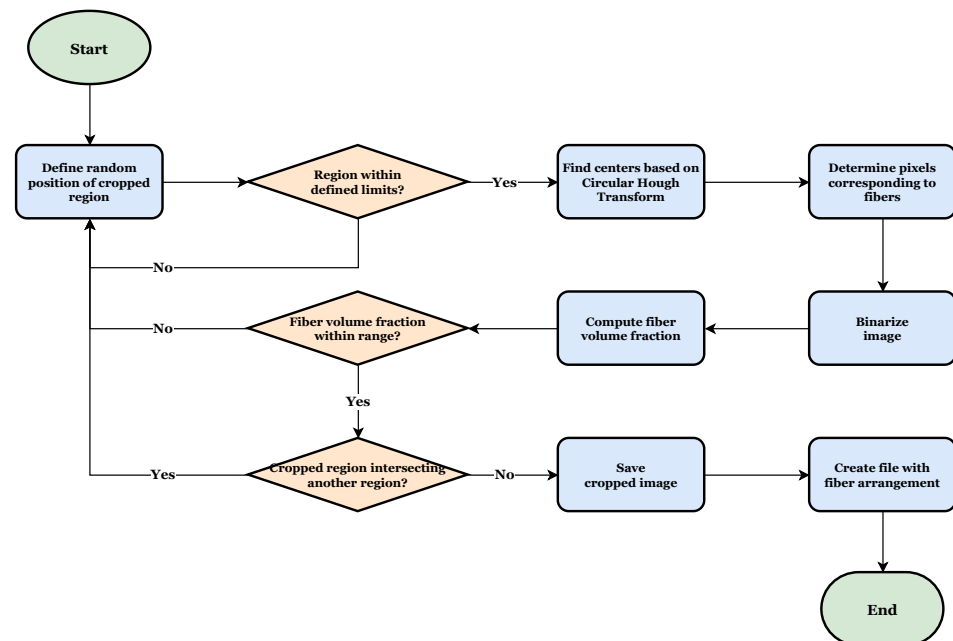 Start
Define random
position of cropped
region
Region within
defined limits?
Yes
Find centers based on
Circular Hough
Transform
Determine pixels
corresponding to
fibers
No
Fiber volume fraction
within range?
No
Compute fiber
volume fraction
Binarize
image
Yes
Cropped region intersecting
another region?
Yes
No
Save
cropped image
Create file with
fiber arrangement
End